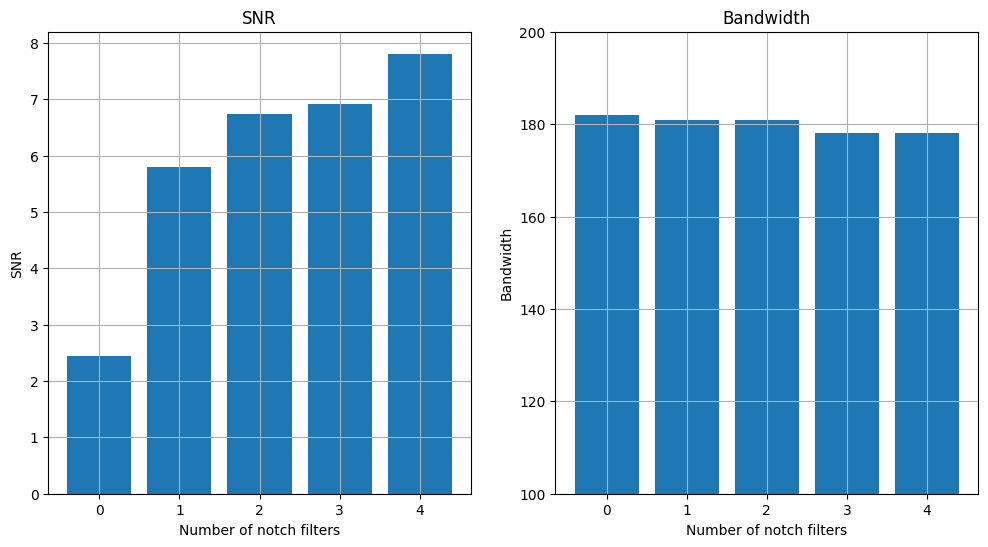 SNR
8
7
6
5
4
3
2
1
0
SNR
0 1 2 3 4
Number of notch filters
Bandwidth
200
180
160
140
120
100
Bandwidth
0 1 2 3 4
Number of notch filters